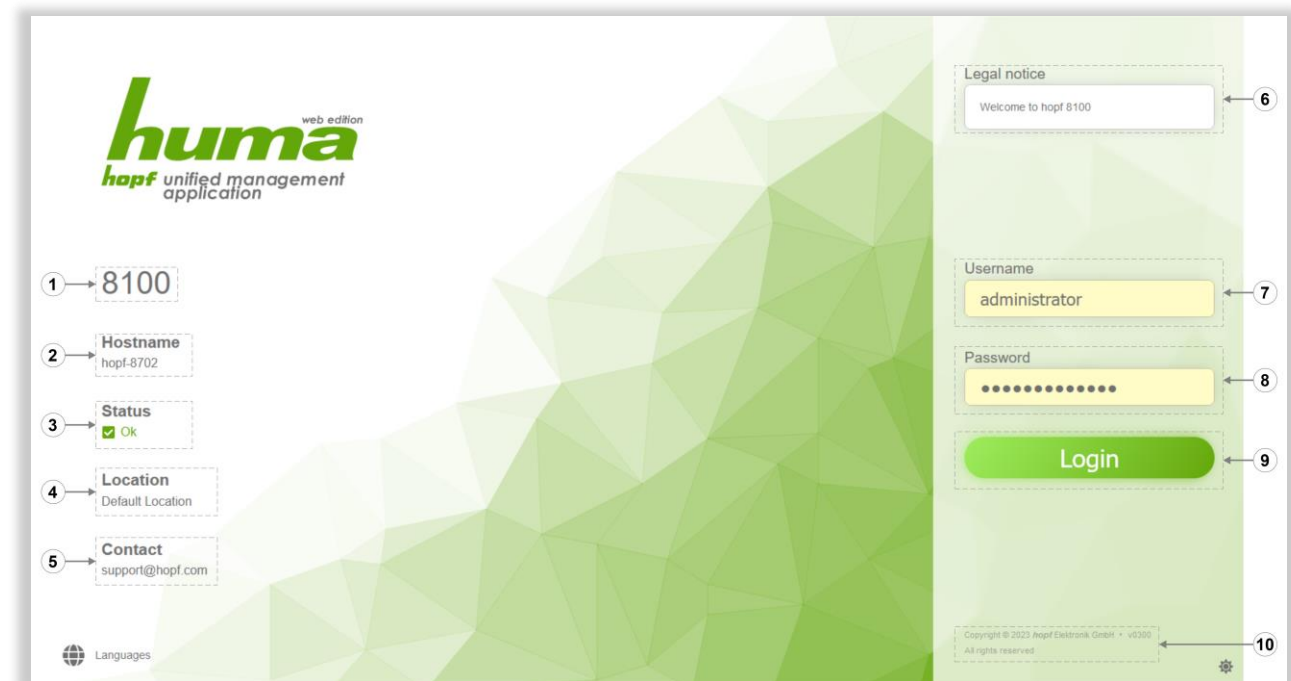 huma
web edition
hopf unified management
application
1
8100
2
Hostname
hopf-8702
3
Status
Ok
4
Location
Default Location
5
Contact
support@hopf.com
Languages
Legal notice
Welcome to hopf 8100
6
Username
administrator
7
Password
8
Login
9
Copyright © 2023 hopf Elektronik GmbH • v0300
All rights reserved
10